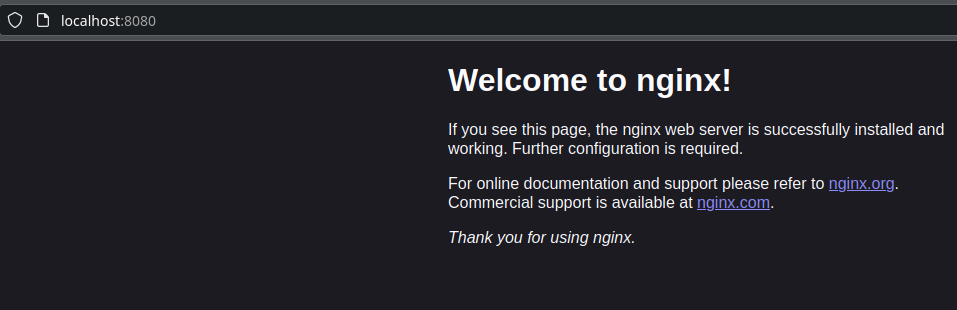 localhost:8080
Welcome to nginx!
If you see this page, the nginx web server is successfully installed and
working. Further configuration is required.
For online documentation and support please refer to nginx.org.
Commercial support is available at nginx.com.
Thank you for using nginx.